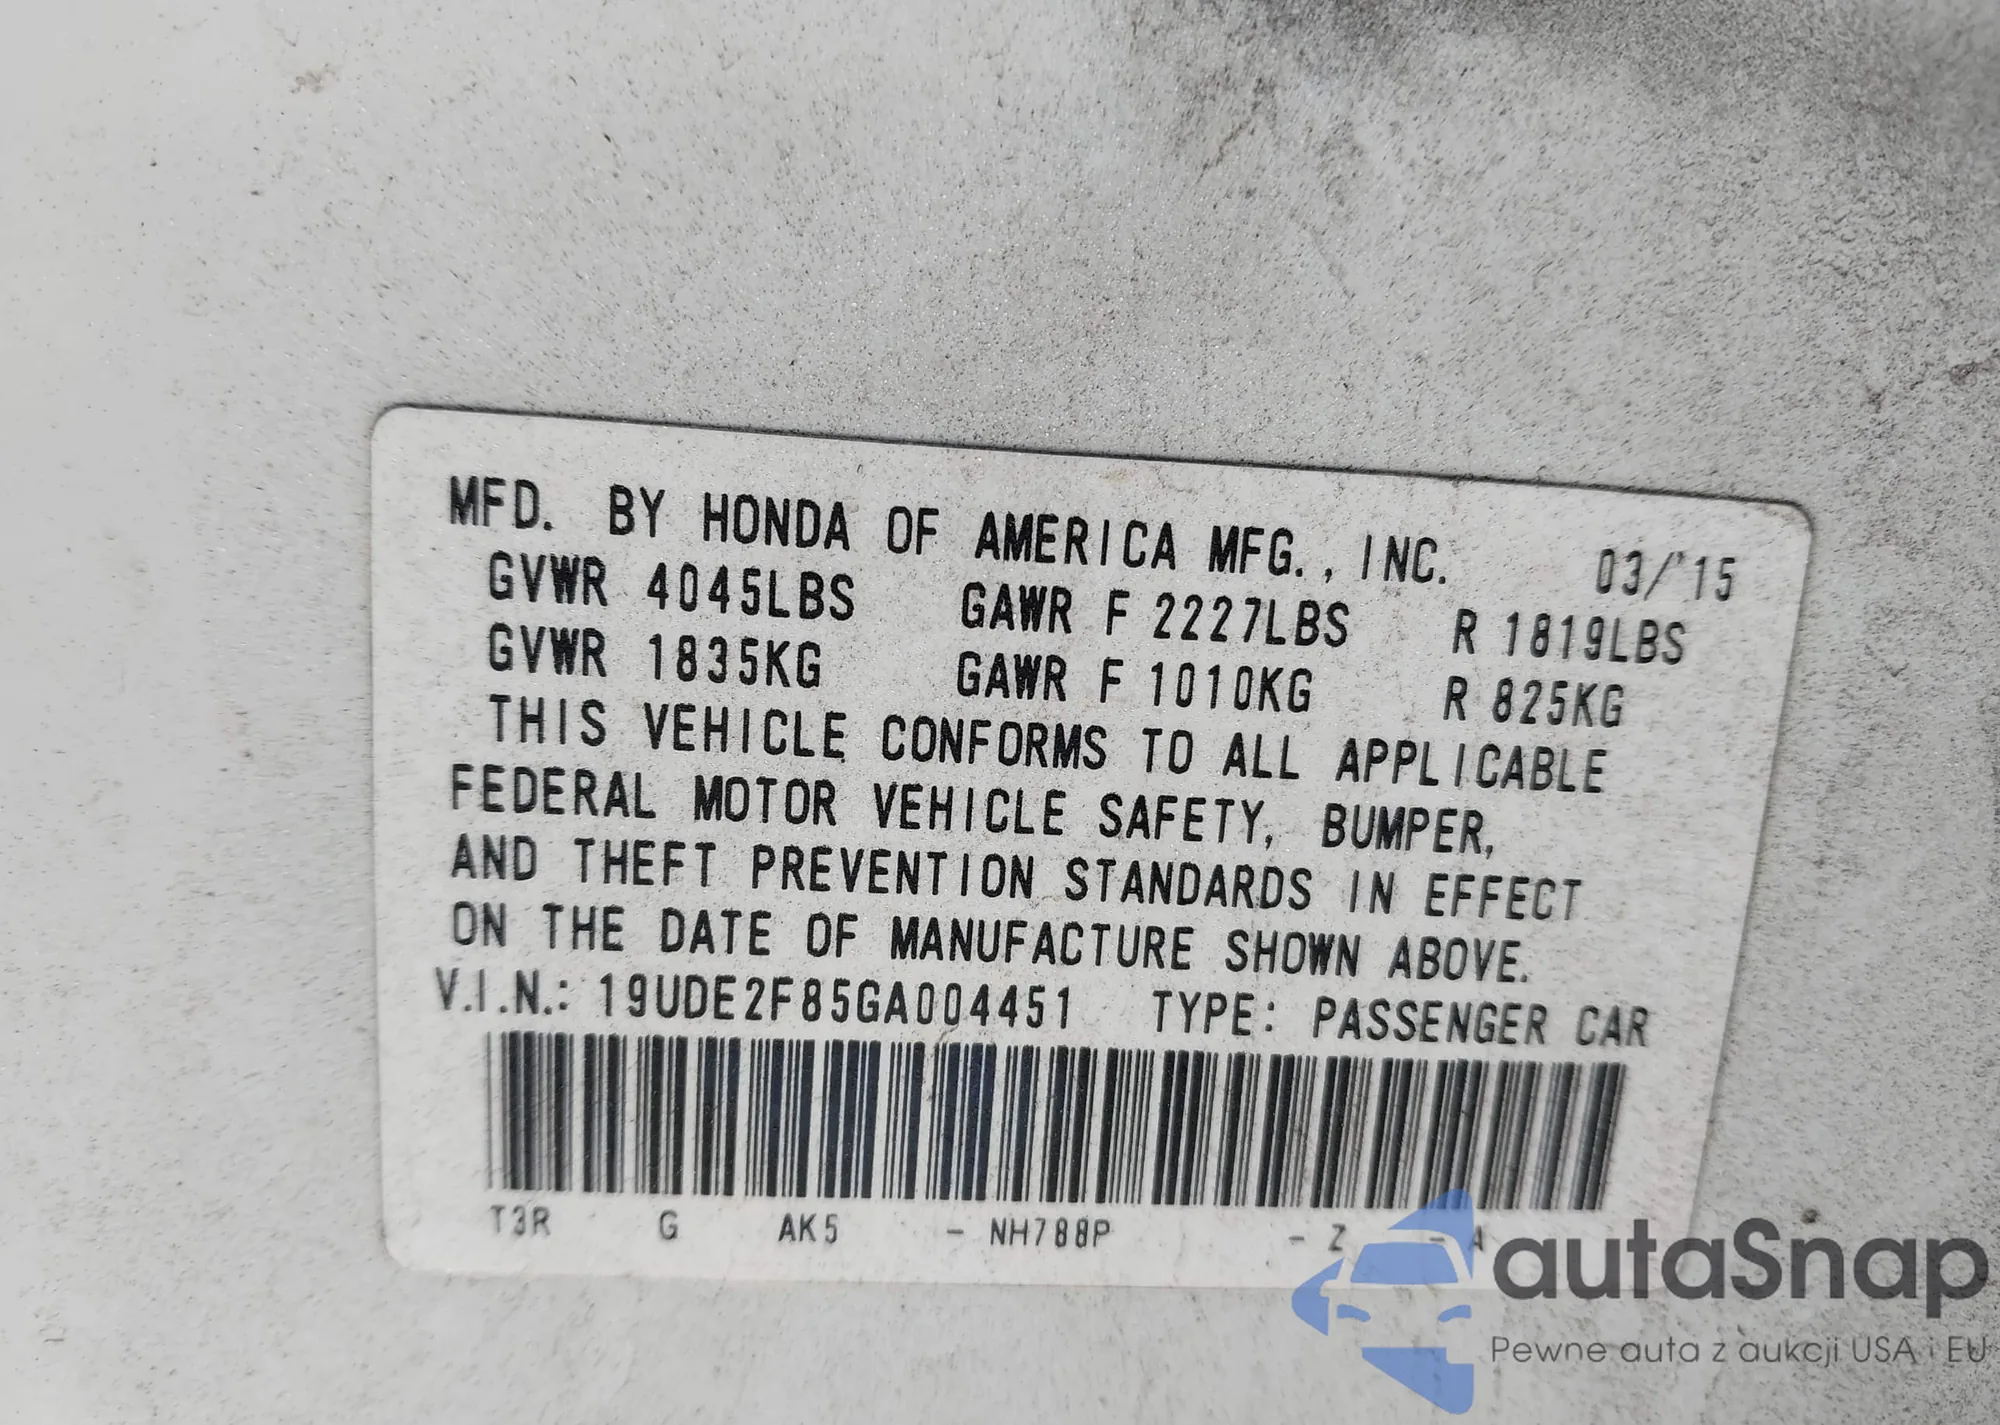 MFD. BY HONDA OF AMERICA MFG., INC. 03/'15
GVWR 4045LBS GAWR F 2227LBS R 1819LBS
GVWR 1835KG GAWR F 1010KG R 825KG
THIS VEHICLE CONFORMS TO ALL APPLICABLE
FEDERAL MOTOR VEHICLE SAFETY, BUMPER,
AND THEFT PREVENTION STANDARDS IN EFFECT
ON THE DATE OF MANUFACTURE SHOWN ABOVE.
V.I.N.: 19UDE2F85GA004451 TYPE: PASSENGER CAR
T3R G AK5 - NH788P - Z - A
autaSnap
Pewne auta z aukcji USA i EU